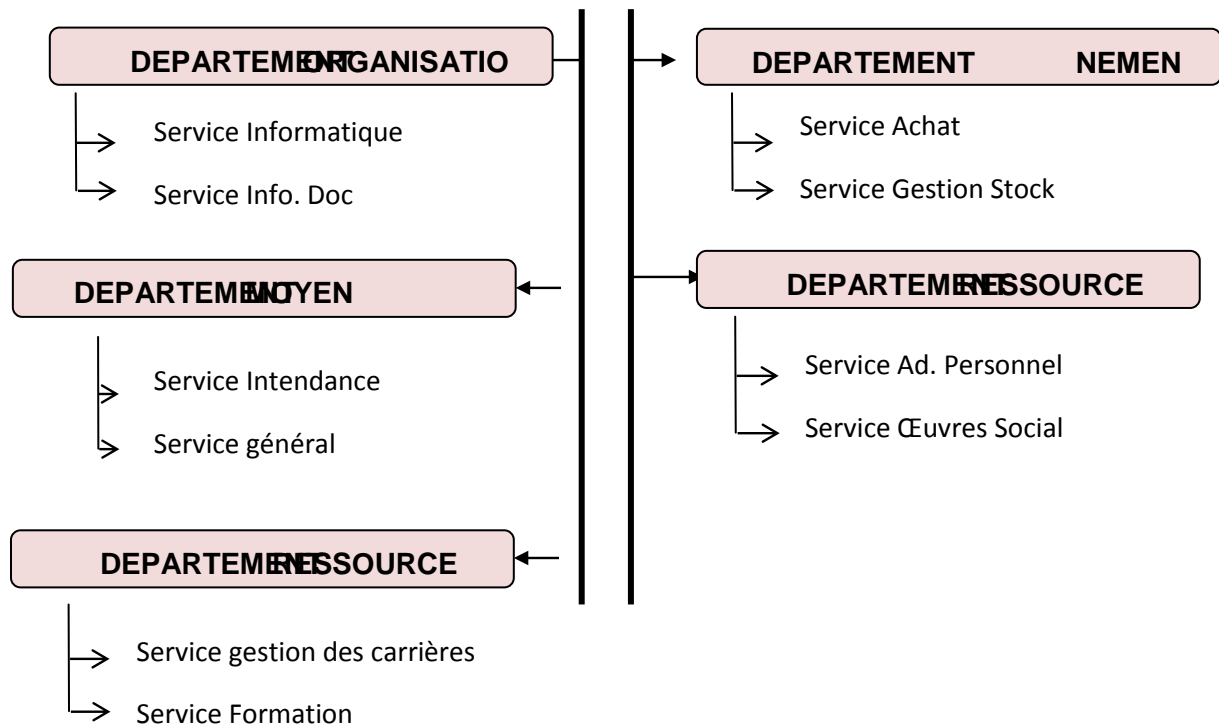 DEPARTEMENT ORGANISATIO
Service Informatique
Service Info. Doc
DEPARTEMENT MOYEN
Service Intendance
Service général
DEPARTEMENT RESSOURCE
Service gestion des carrières
Service Formation
DEPARTEMENT NEMEN
Service Achat
Service Gestion Stock
DEPARTEMENT RESSOURCE
Service Ad. Personnel
Service Œuvres Social